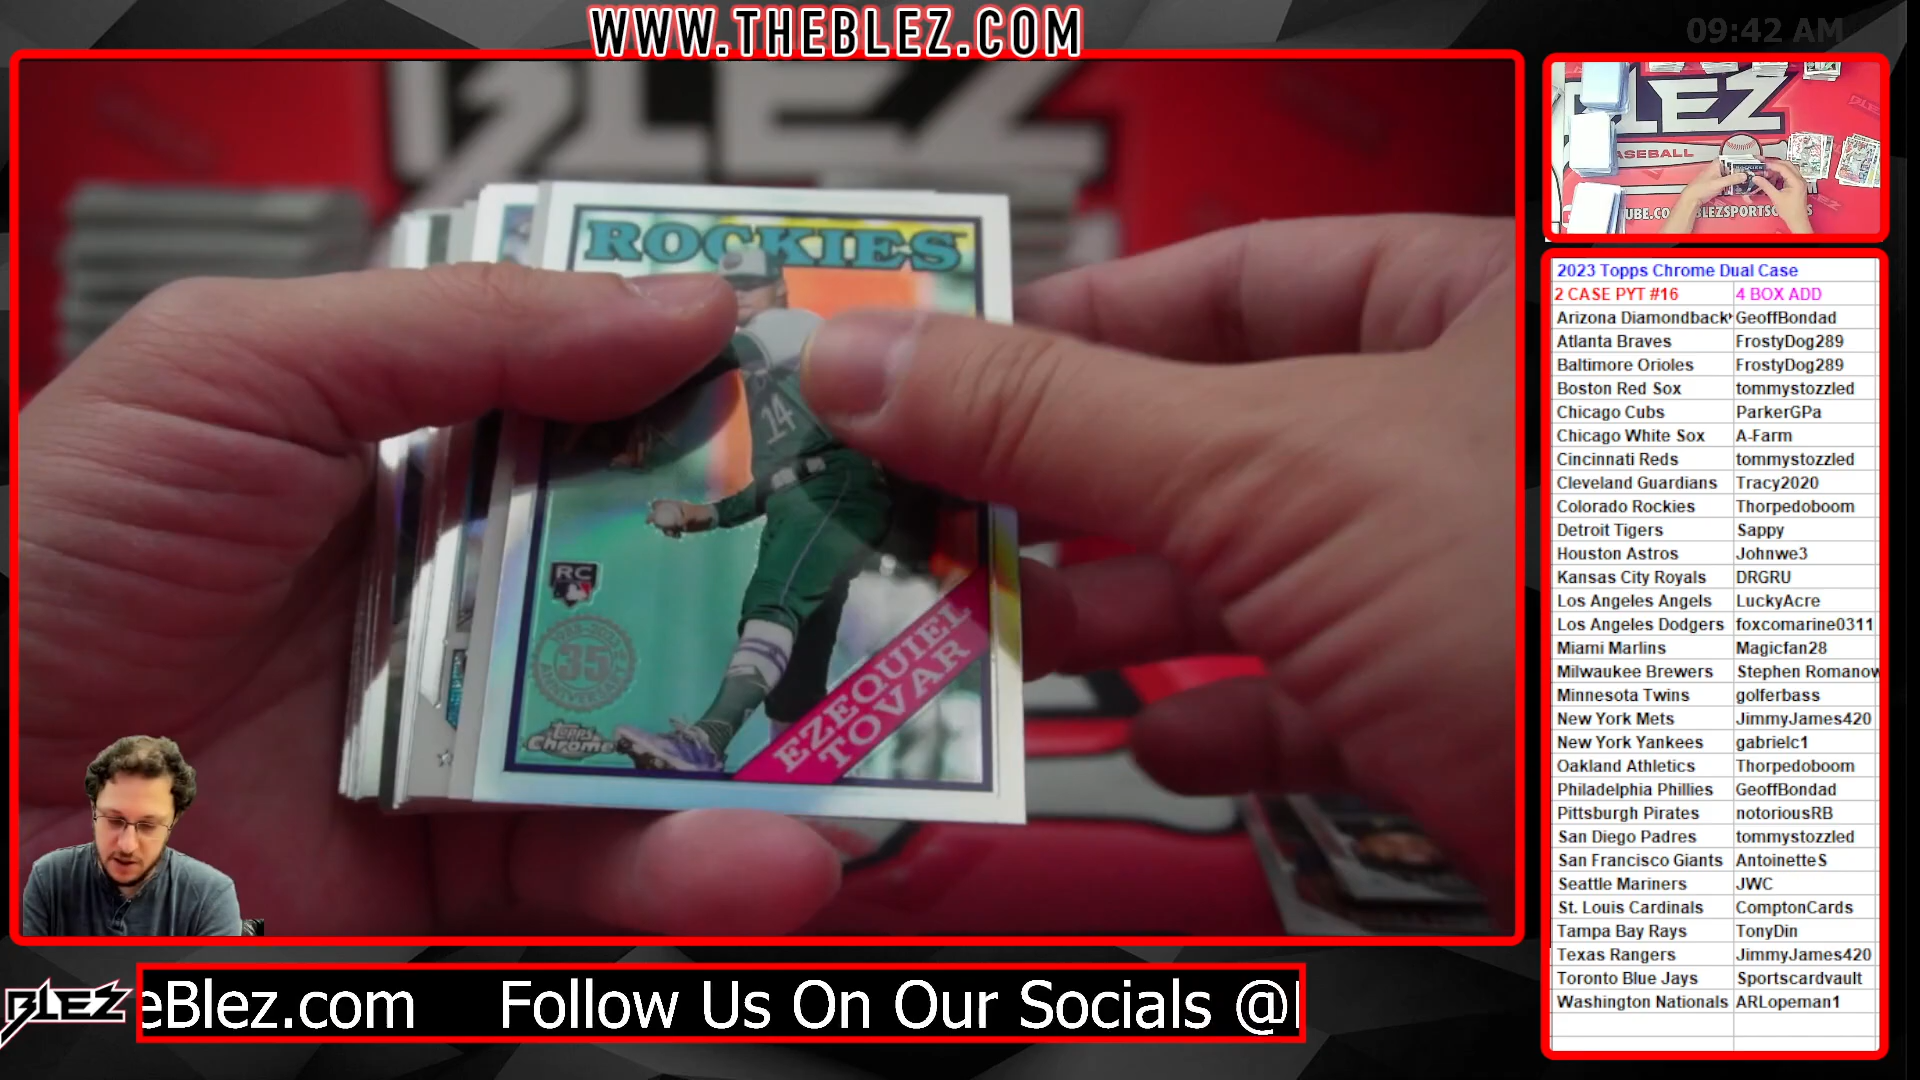 WWW.THEBLEZ.COM
09:42 AM
BLEZ
ROCKIES
14
RC
35
ANNIVERSARY
Topps
Chrome
EZEQUIEL
TOVAR
LEZ
ASEBALL
2023 Topps Chrome Dual Case
2 CASE PYT #16 4 BOX ADD
Arizona Diamondback GeoffBondad
Atlanta Braves FrostyDog289
Baltimore Orioles FrostyDog289
Boston Red Sox tommystozzled
Chicago Cubs ParkerGPa
Chicago White Sox A-Farm
Cincinnati Reds tommystozzled
Cleveland Guardians Tracy2020
Colorado Rockies Thorpedoboom
Detroit Tigers Sappy
Houston Astros Johnwe3
Kansas City Royals DRGRU
Los Angeles Angels LuckyAcre
Los Angeles Dodgers foxcomarine0311
Miami Marlins Magicfan28
Milwaukee Brewers Stephen Romanow
Minnesota Twins golferbass
New York Mets JimmyJames420
New York Yankees gabrielc1
Oakland Athletics Thorpedoboom
Philadelphia Phillies GeoffBondad
Pittsburgh Pirates notoriousRB
San Diego Padres tommystozzled
San Francisco Giants AntoinetteS
Seattle Mariners JWC
St. Louis Cardinals ComptonCards
Tampa Bay Rays TonyDin
Texas Rangers JimmyJames420
Toronto Blue Jays Sportscardvault
Washington Nationals ARLopeman1
BLEZ
eBlez.com Follow Us On Our Socials @